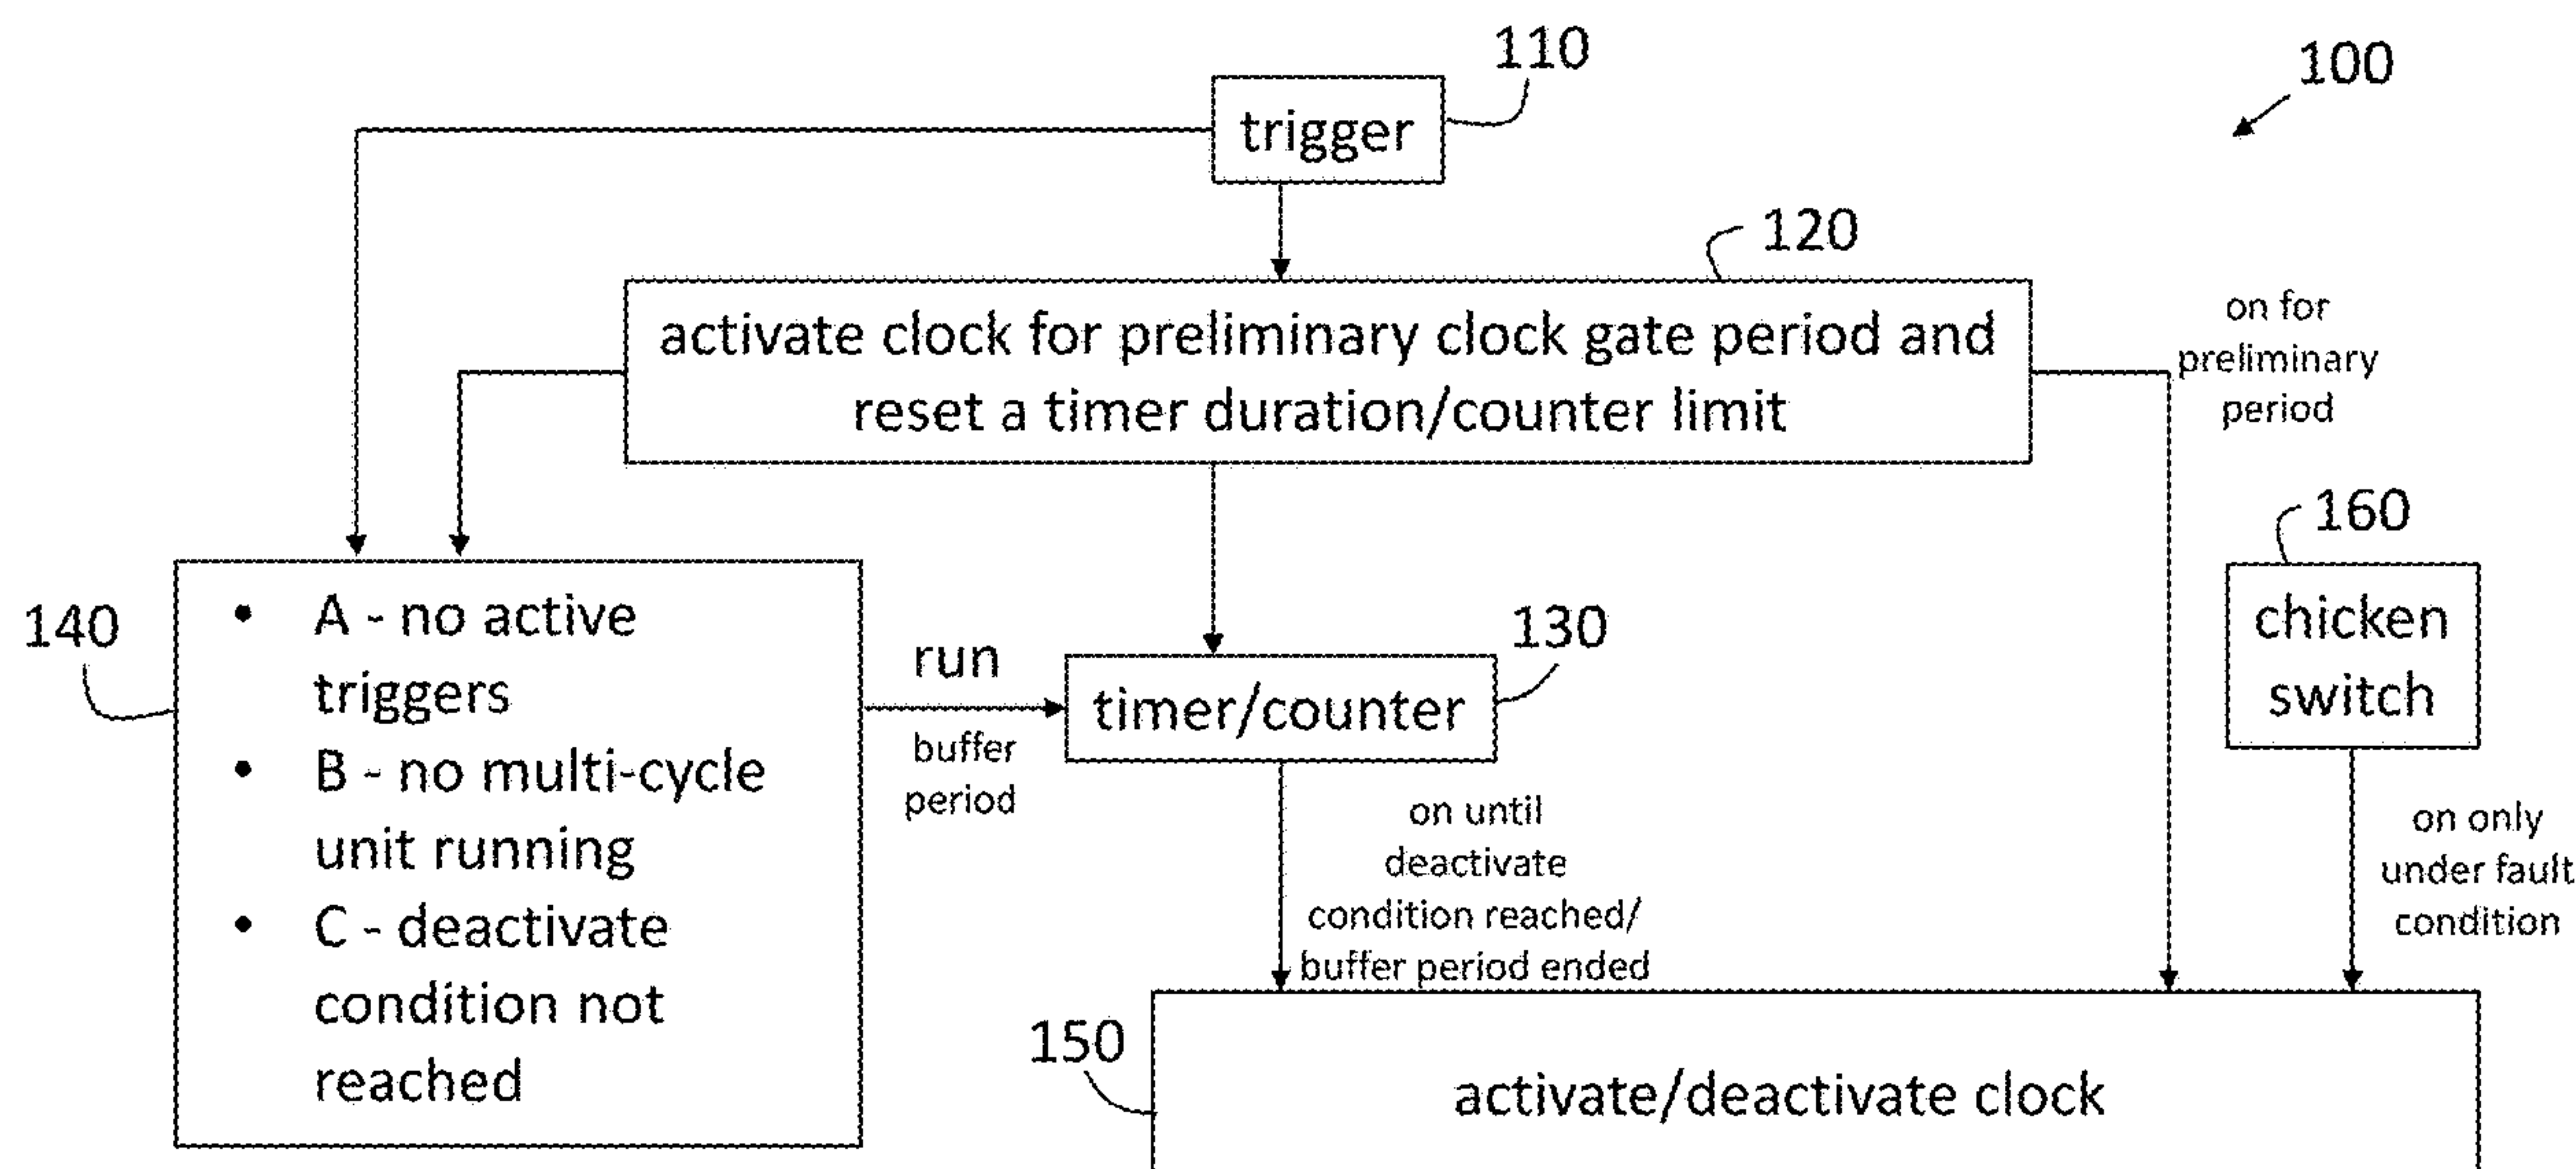 110
100
trigger
120
activate clock for preliminary clock gate period and
reset a timer duration/counter limit
on for
preliminary
period
160
chicken
switch
140
• A - no active
triggers
• B - no multi-cycle
unit running
• C - deactivate
condition not
reached
run
buffer
period
130
timer/counter
on until
deactivate
condition reached/
buffer period ended
on only
under fault
condition
150
activate/deactivate clock